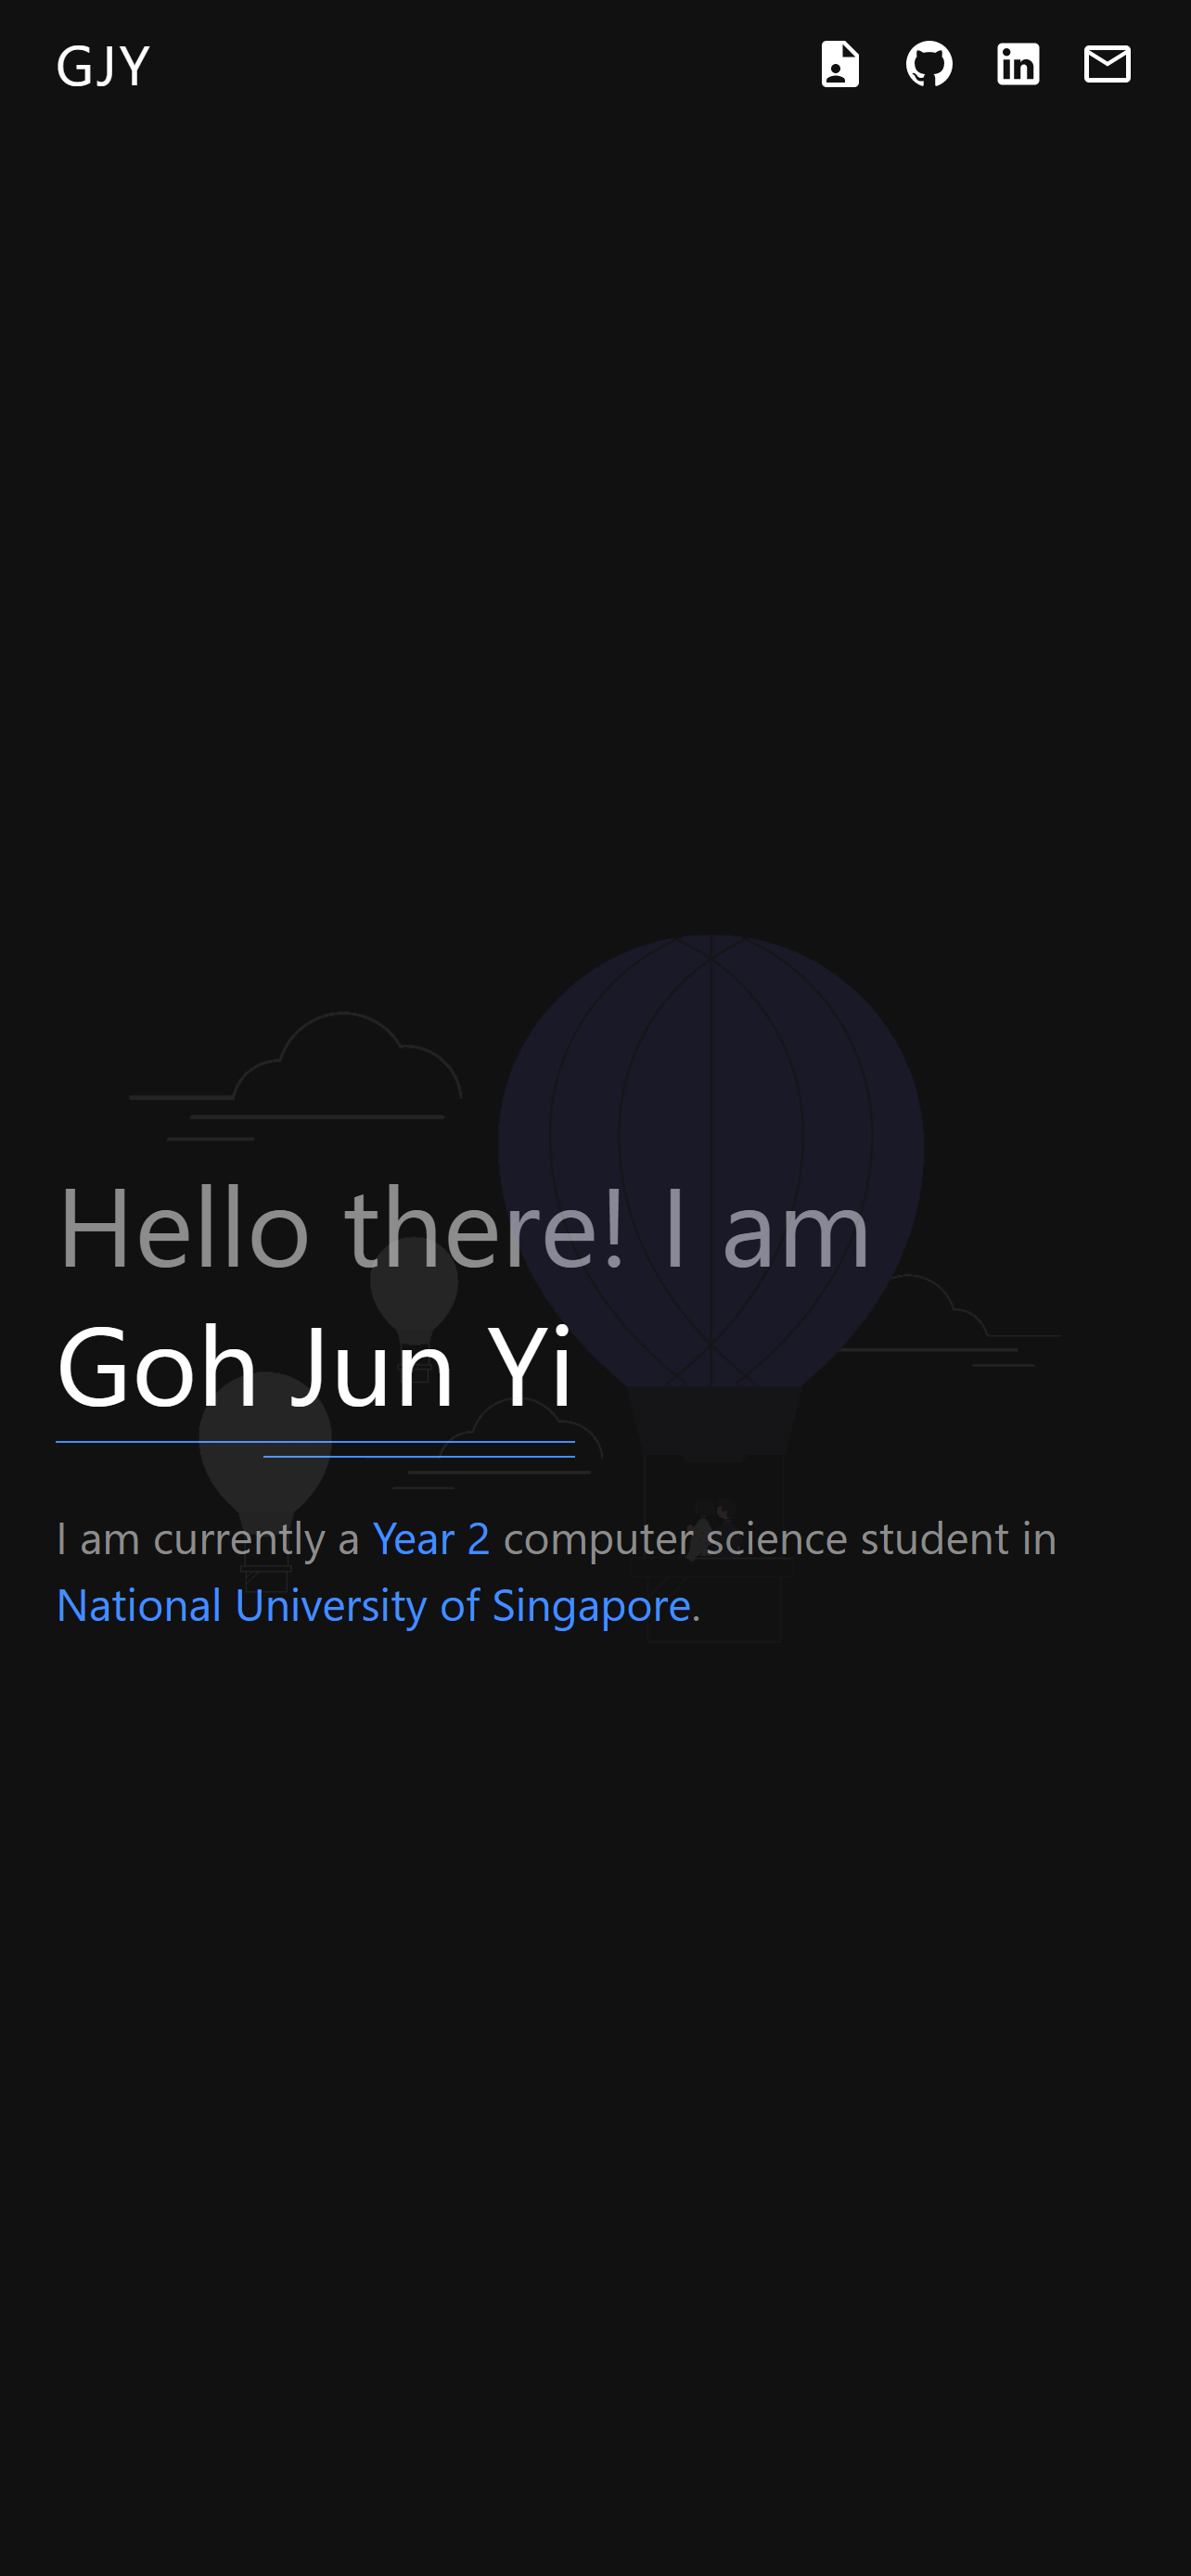 GJY
Hello there! I am
Goh Jun Yi
I am currently a Year 2 computer science student in
National University of Singapore.